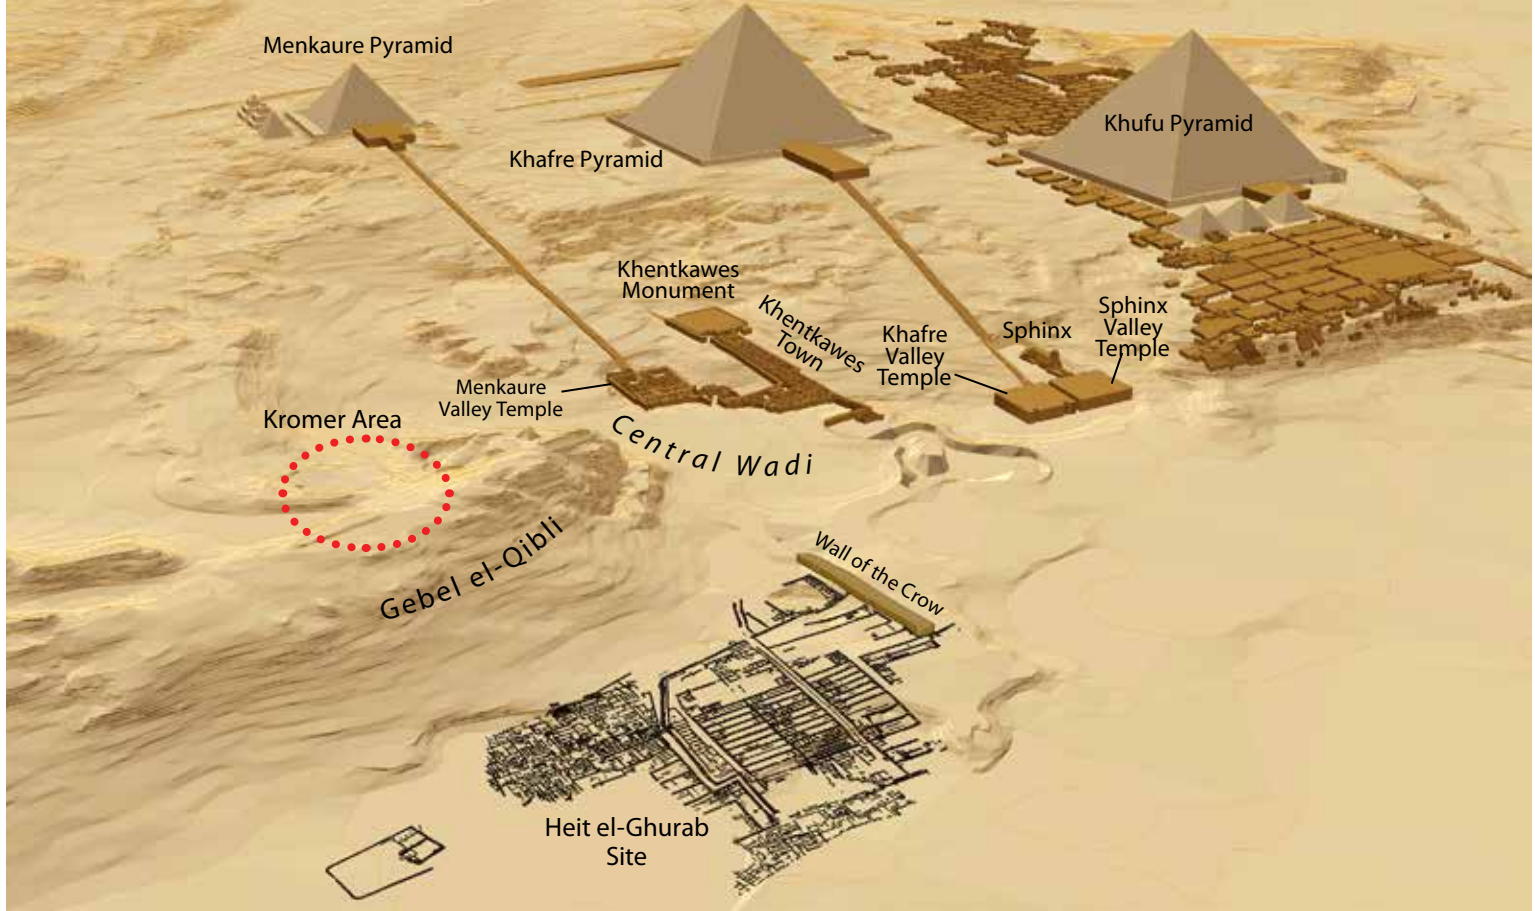 Menkaure Pyramid
Khafre Pyramid
Khufu Pyramid
Khentkawes
Monument
Khentkawes
Town
Khafre
Valley
Temple
Sphinx
Sphinx
Valley
Temple
Menkaure
Valley Temple
Kromer Area
Central Wadi
Gebel el-Qibli
Wall of the Crow
Heit el-Ghurab
Site